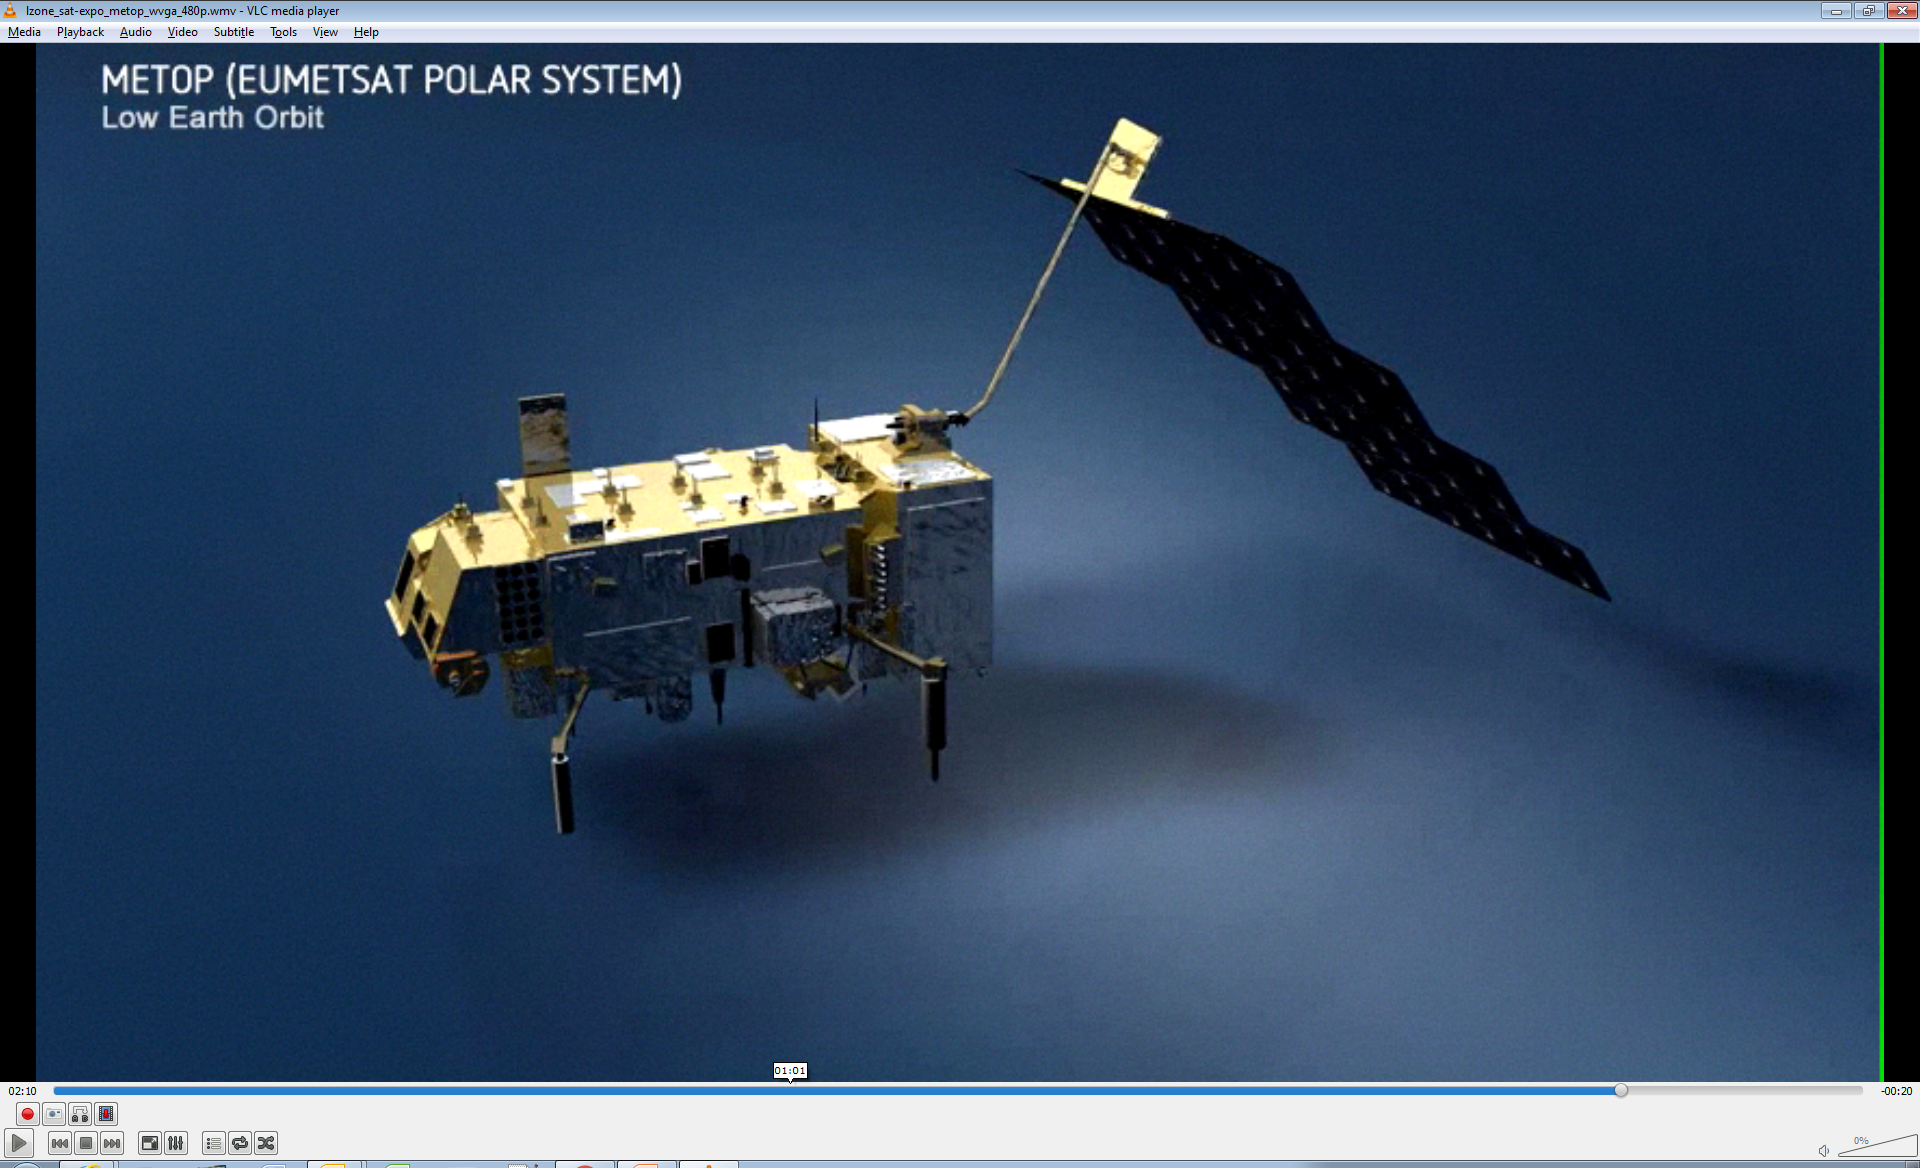 Izone_sat-expo_metop_wvga_480p.wmv - VLC media player
Media Playback Audio Video Subtitle Tools View Help
METOP (EUMETSAT POLAR SYSTEM)
Low Earth Orbit
01:01
02:10
-00:20
0%